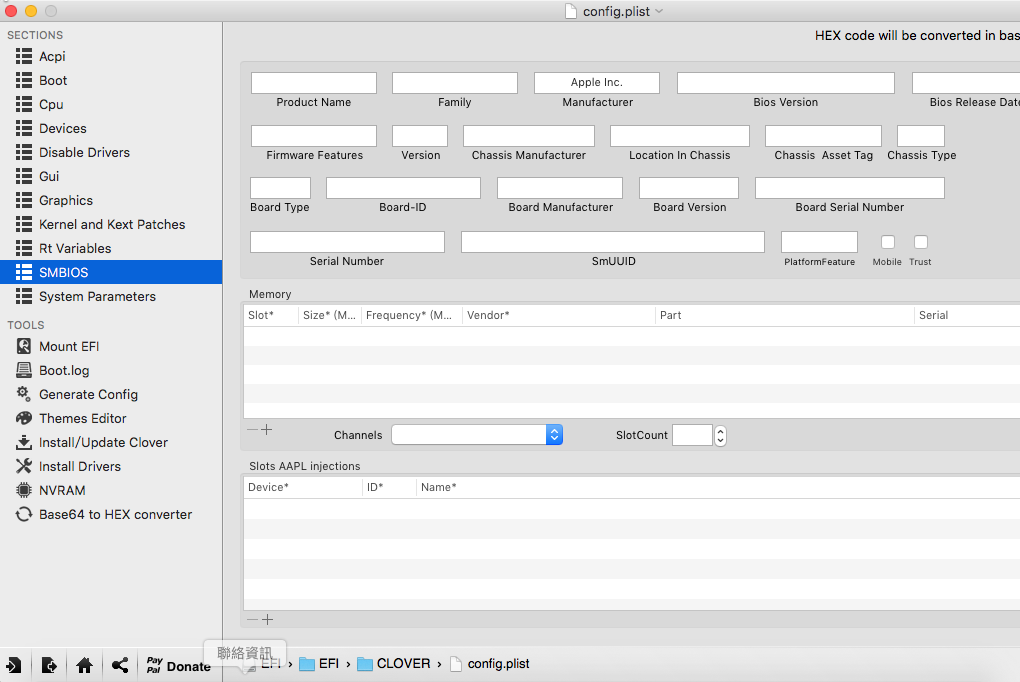 config.plist
SECTIONS
Acpi
Boot
Cpu
Devices
Disable Drivers
Gui
Graphics
Kernel and Kext Patches
Rt Variables
SMBIOS
System Parameters
TOOLS
Mount EFI
Boot.log
Generate Config
Themes Editor
Install/Update Clover
Install Drivers
NVRAM
Base64 to HEX converter
HEX code will be converted in bas
Apple Inc.
Product Name Family Manufacturer Bios Version Bios Release Date
Firmware Features Version Chassis Manufacturer Location In Chassis Chassis Asset Tag Chassis Type
Board Type Board-ID Board Manufacturer Board Version Board Serial Number
Serial Number SmUUID PlatformFeature Mobile Trust
Memory
Slot* Size* (M... Frequency* (M... Vendor* Part Serial
Channels SlotCount
Slots AAPL injections
Device* ID* Name*
聯絡資訊
Pay Pal Donate EFI › EFI › CLOVER › config.plist